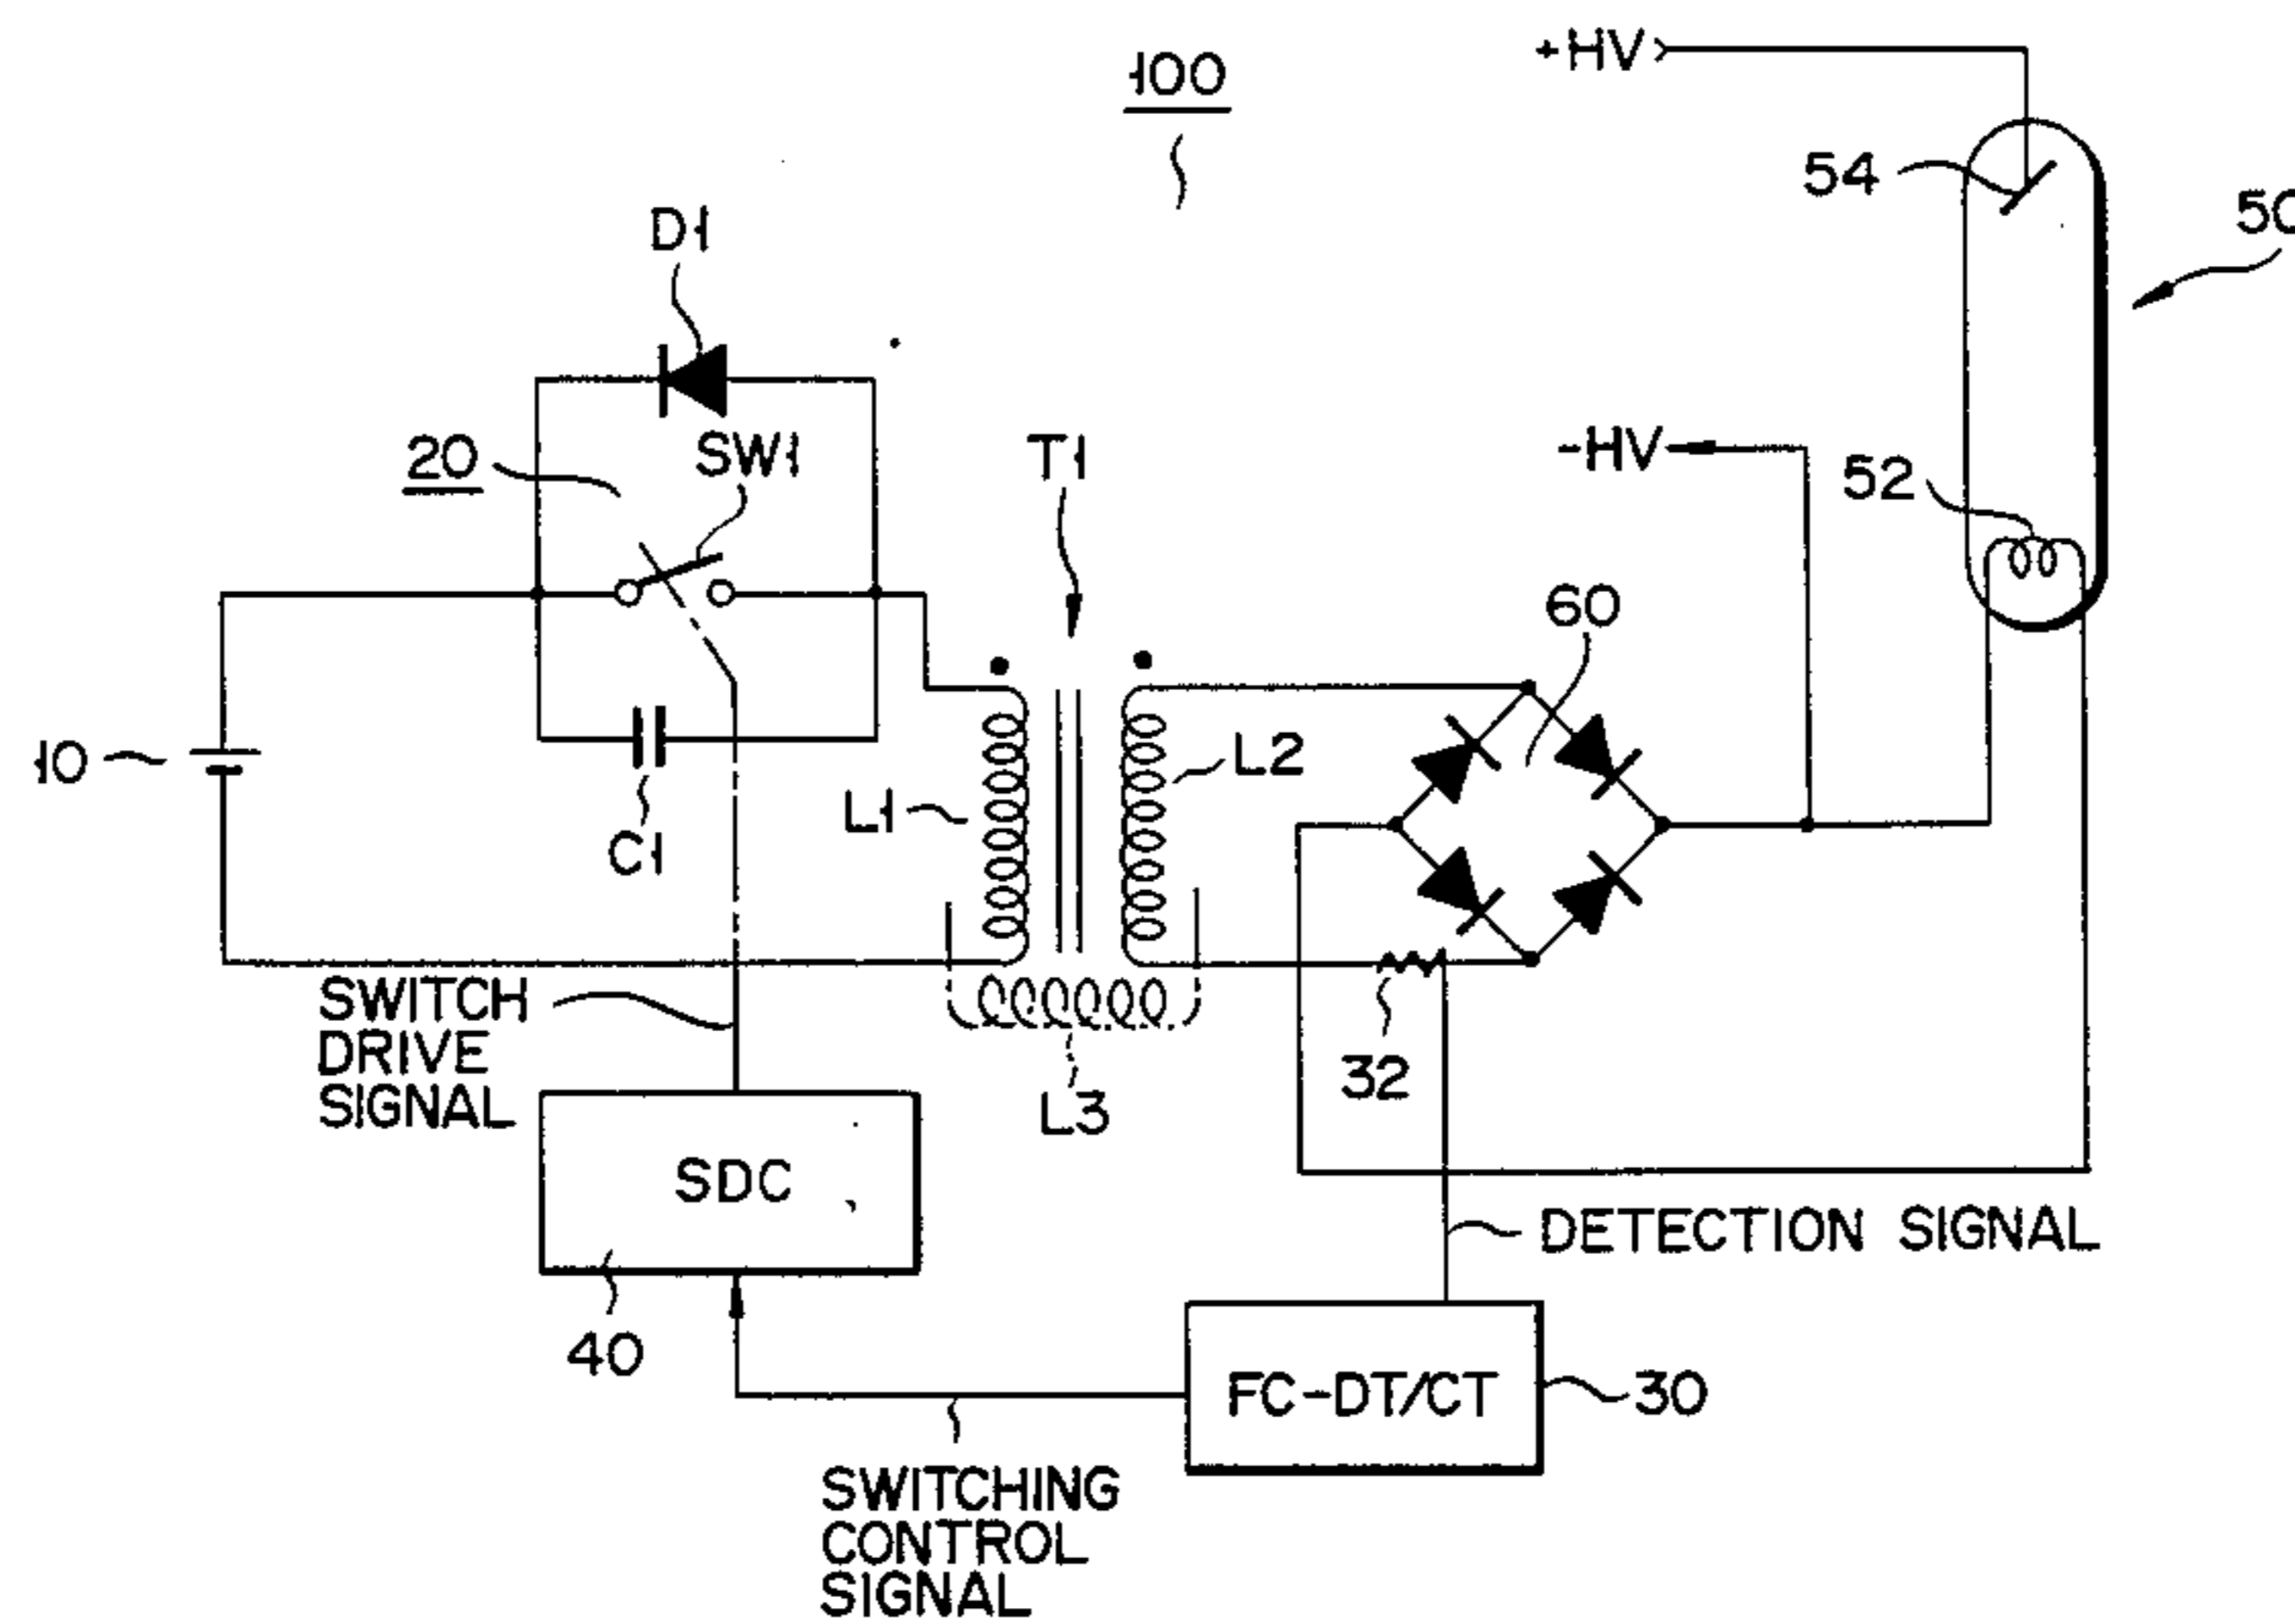 100
+HV
54
50
D1
20
SW1
T1
-HV
52
60
10
L1
L2
C1
SWITCH
DRIVE
SIGNAL
32
L3
SDC
DETECTION SIGNAL
40
FC-DT/CT
30
SWITCHING
CONTROL
SIGNAL